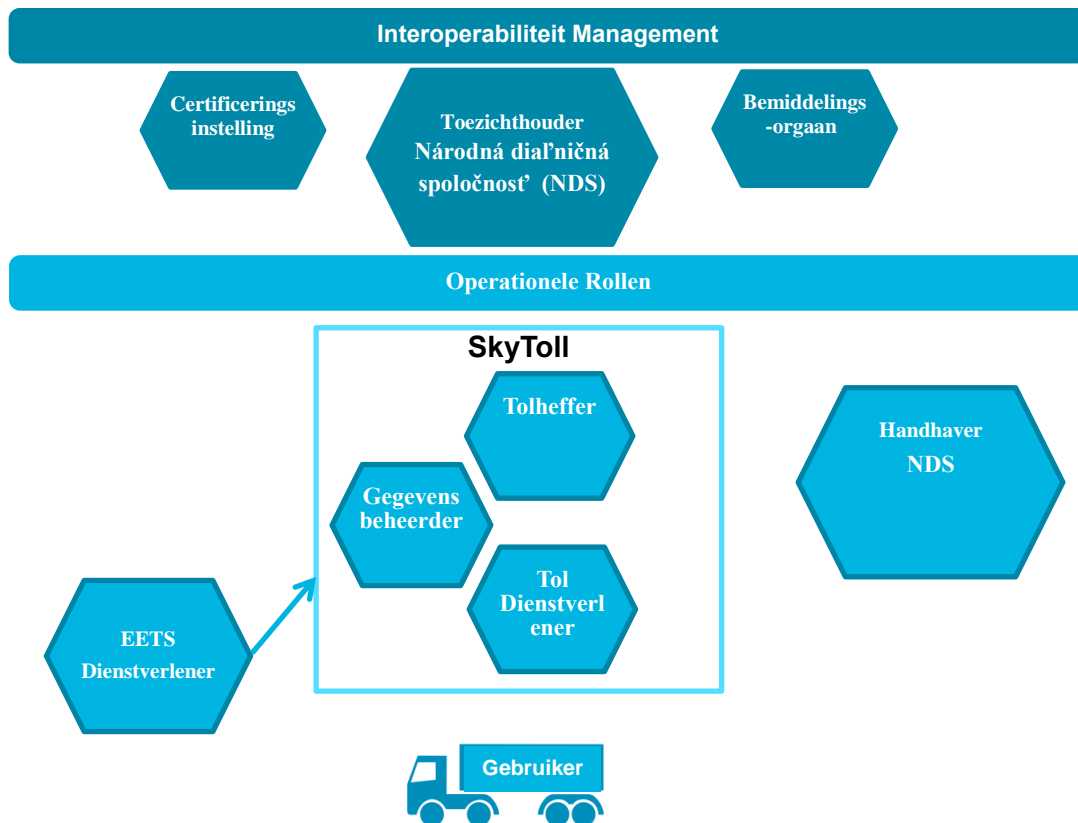 Interoperabiliteit Management
Certificerings
instelling
Toezichthouder
Národná diaľničná
spoločnosť (NDS)
Bemiddelings
-orgaan
Operationele Rollen
SkyToll
Tolheffer
Handhaver
NDS
Gegevens
beheerder
Tol
Dienstverl
ener
EETS
Dienstverlener
Gebruiker